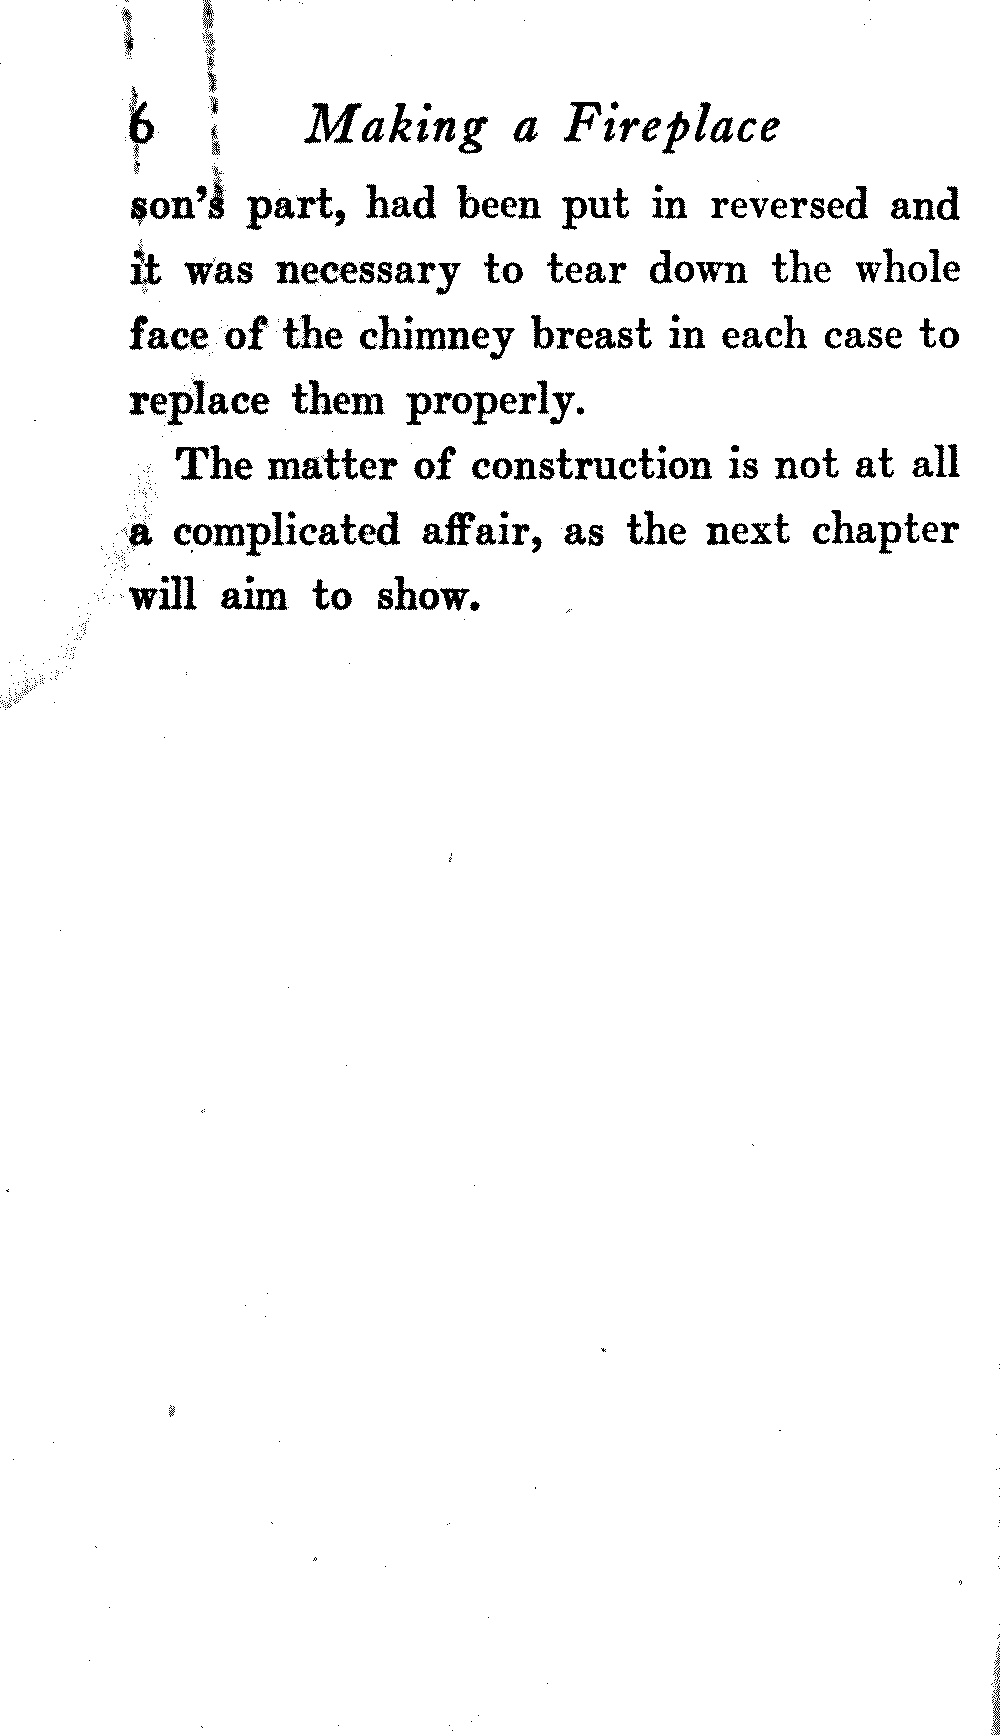 6 Making a Fireplace
son's part, had been put in reversed and
it was necessary to tear down the whole
face of the chimney breast in each case to
replace them properly.
The matter of construction is not at all
a complicated affair, as the next chapter
will aim to show.